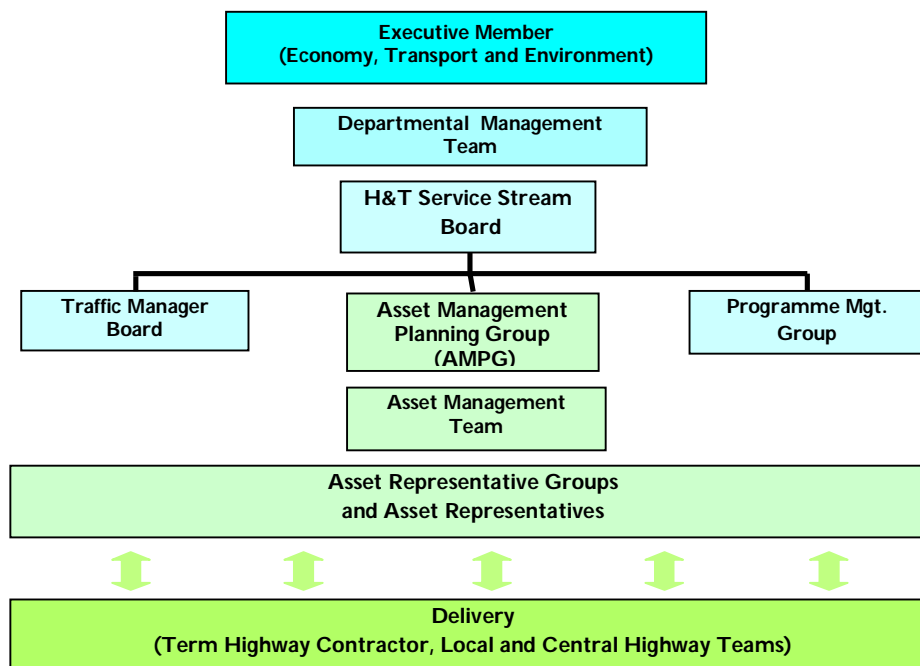 Executive Member
(Economy, Transport and Environment)
Departmental Management
Team
H&T Service Stream
Board
Traffic Manager
Board
Asset Management
Planning Group
(AMPG)
Programme Mgt.
Group
Asset Management
Team
Asset Representative Groups
and Asset Representatives
Delivery
(Term Highway Contractor, Local and Central Highway Teams)